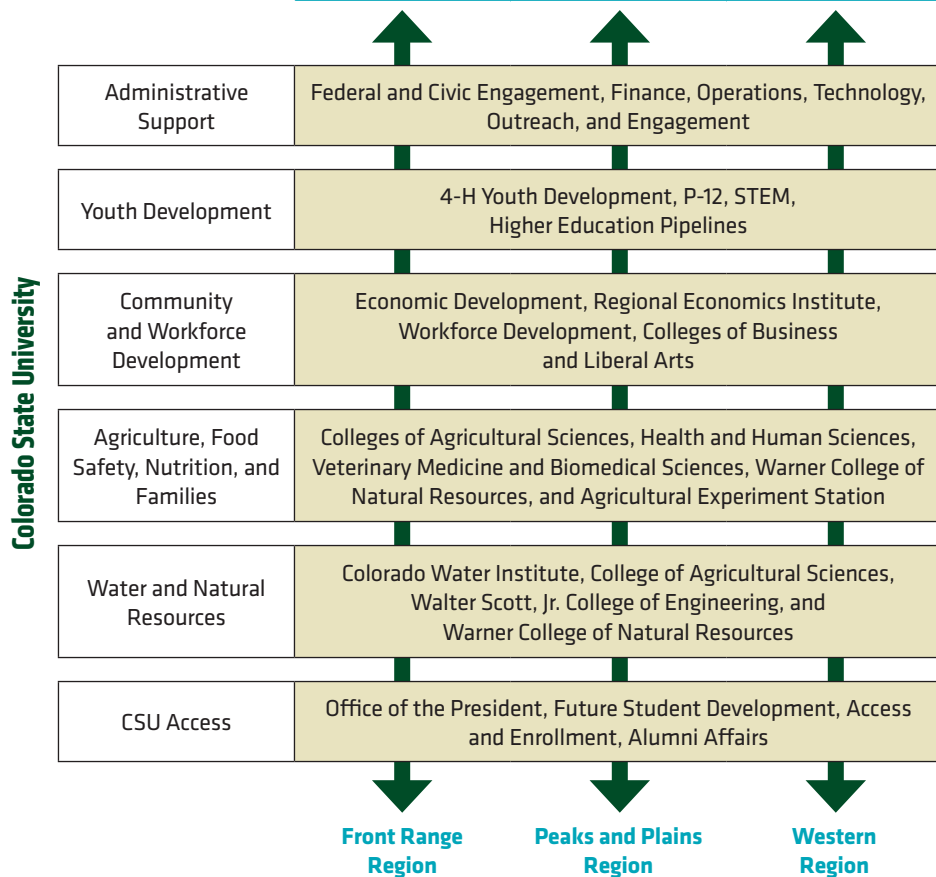 Colorado State University
Administrative
Support
Federal and Civic Engagement, Finance, Operations, Technology,
Outreach, and Engagement
Youth Development
4-H Youth Development, P-12, STEM,
Higher Education Pipelines
Community
and Workforce
Development
Economic Development, Regional Economics Institute,
Workforce Development, Colleges of Business
and Liberal Arts
Agriculture, Food
Safety, Nutrition, and
Families
Colleges of Agricultural Sciences, Health and Human Sciences,
Veterinary Medicine and Biomedical Sciences, Warner College of
Natural Resources, and Agricultural Experiment Station
Water and Natural
Resources
Colorado Water Institute, College of Agricultural Sciences,
Walter Scott, Jr. College of Engineering, and
Warner College of Natural Resources
CSU Access
Office of the President, Future Student Development, Access
and Enrollment, Alumni Affairs
Front Range
Region
Peaks and Plains
Region
Western
Region